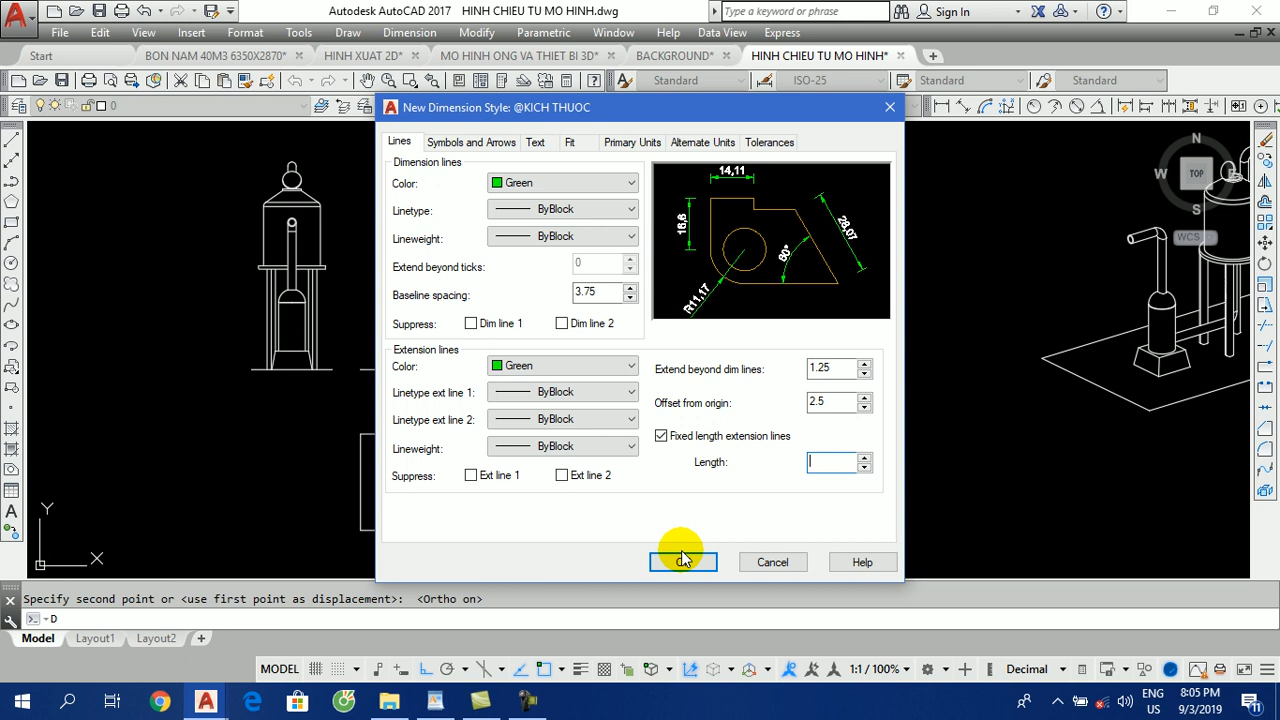 Autodesk AutoCAD 2017 HINH CHIEU TU MO HINH.dwg
Type a keyword or phrase
Sign In
File Edit View Insert Format Tools Draw Dimension Modify Parametric Window Help Data View Express
Start BON NAM 40M3 6350X2870* HINH XUAT 2D* MO HINH ONG VA THIET BI 3D* BACKGROUND* HINH CHIEU TU MO HINH*
Standard ISO-25 Standard Standard
0
New Dimension Style: @KICH THUOC
Lines Symbols and Arrows Text Fit Primary Units Alternate Units Tolerances
Dimension lines
Color: Green
Linetype: ByBlock
Lineweight: ByBlock
Extend beyond ticks: 0
Baseline spacing: 3.75
Suppress: Dim line 1 Dim line 2
14,11
16,6
28,07
60°
R11,17
Extension lines
Color: Green
Linetype ext line 1: ByBlock
Linetype ext line 2: ByBlock
Lineweight: ByBlock
Suppress: Ext line 1 Ext line 2
Extend beyond dim lines: 1.25
Offset from origin: 2.5
Fixed length extension lines
Length:
Cancel Help
N
W TOP
S
WCS
Y
X
Specify second point or <use first point as displacement>: <Ortho on>
D
Model Layout1 Layout2 +
MODEL 1:1 / 100% Decimal
ENG 8:05 PM
US 9/3/2019
11